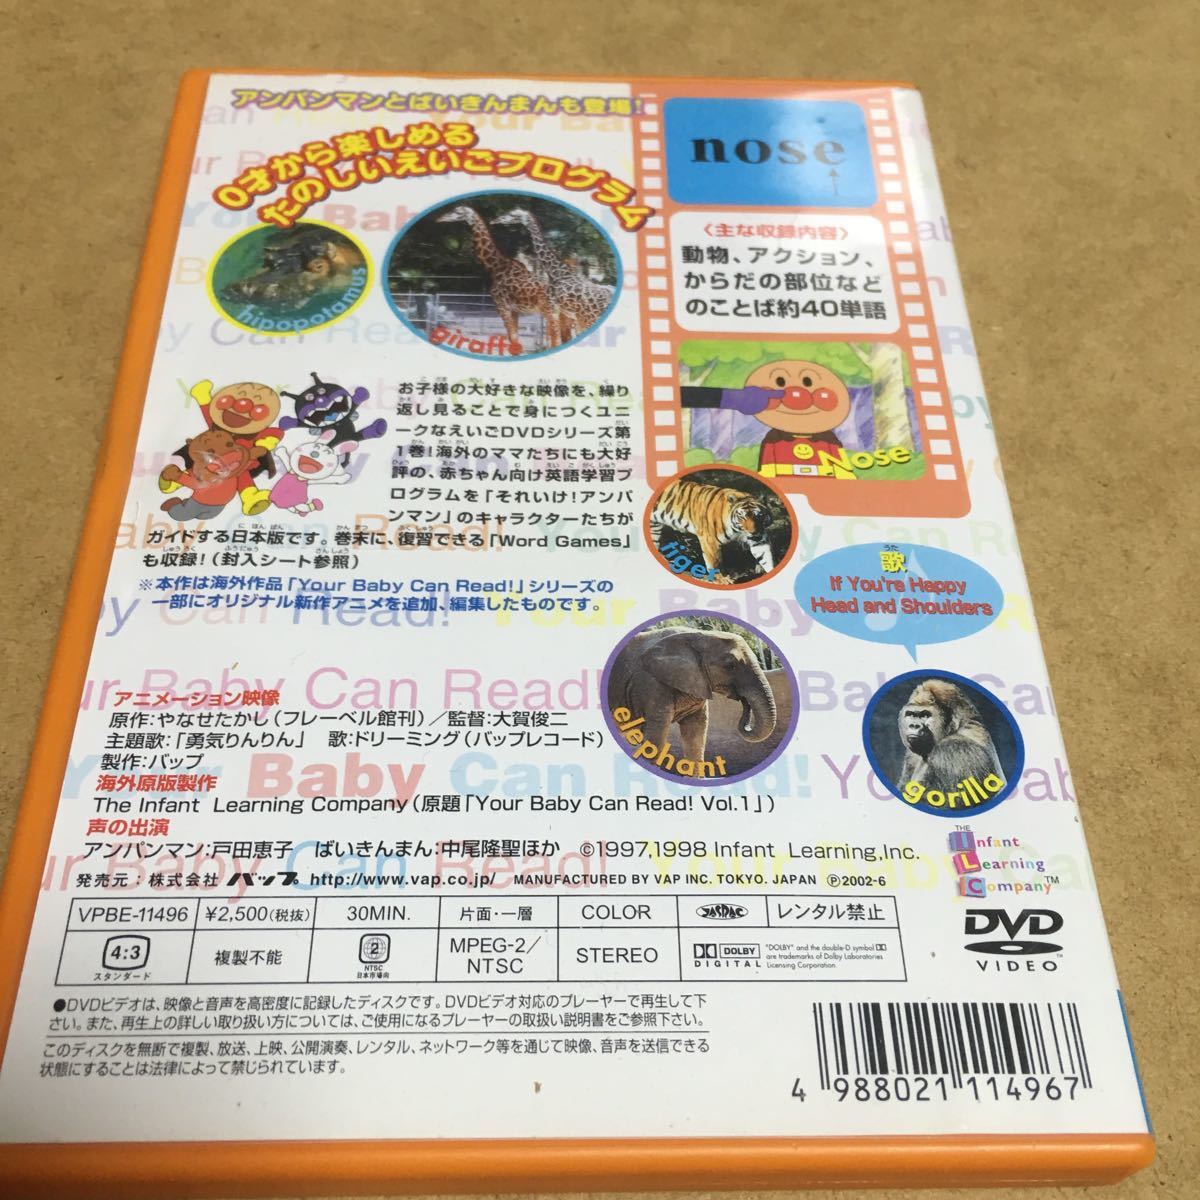 アンパンマンとばいきんまんも登場!
0才から楽しめる
たのしいえいごプログラム
nose
〈主な収録内容〉
動物、アクション、
からだの部位など
のことば約40単語
hipopotamus
giraffe
Nose
お子様の大好きな映像を、繰り
返し見ることで身につくユニ
ークなえいごDVDシリーズ第
1巻!海外のママたちにも大好
評の、赤ちゃん向け英語学習プ
ログラムを「それいけ!アンパ
ンマン」のキャラクターたちが
ガイドする日本版です。巻末に、復習できる「Word Games」
も収録!(封入シート参照)
※本作は海外作品「Your Baby Can Read!」シリーズの
一部にオリジナル新作アニメを追加、編集したものです。
tiger
歌
If You're Happy
Head and Shoulders
elephant
gorilla
アニメーション映像
原作:やなせたかし(フレーベル館刊)/監督:大賀俊二
主題歌:「勇気りんりん」 歌:ドリーミング(バップレコード)
製作:バップ
海外原版製作
The Infant Learning Company(原題「Your Baby Can Read! Vol.1」)
声の出演
アンパンマン:戸田恵子 ばいきんまん:中尾隆聖ほか ©1997,1998 Infant Learning,Inc.
THE
Infant
Learning
Company™
発売元:株式会社バップ http://www.vap.co.jp/ MANUFACTURED BY VAP INC. TOKYO. JAPAN Ⓟ2002-6
VPBE-11496 ¥2,500(税抜) 30MIN. 片面・一層 COLOR JASRAC レンタル禁止
4:3 スタンダード 複製不能 2 NTSC 日本市場向 MPEG-2/NTSC STEREO DOLBY DIGITAL
"DOLBY" and the double-D symbol
are trademarks of Dolby Laboratories
Licensing Corporation.
DVD
VIDEO™
●DVDビデオは、映像と音声を高密度に記録したディスクです。DVDビデオ対応のプレーヤーで再生して下
さい。また、再生上の詳しい取り扱い方については、ご使用になるプレーヤーの取扱い説明書をご参照下さい。
このディスクを無断で複製、放送、上映、公開演奏、レンタル、ネットワーク等を通じて映像、音声を送信できる
状態にすることは法律によって禁じられています。
4 988021 114967